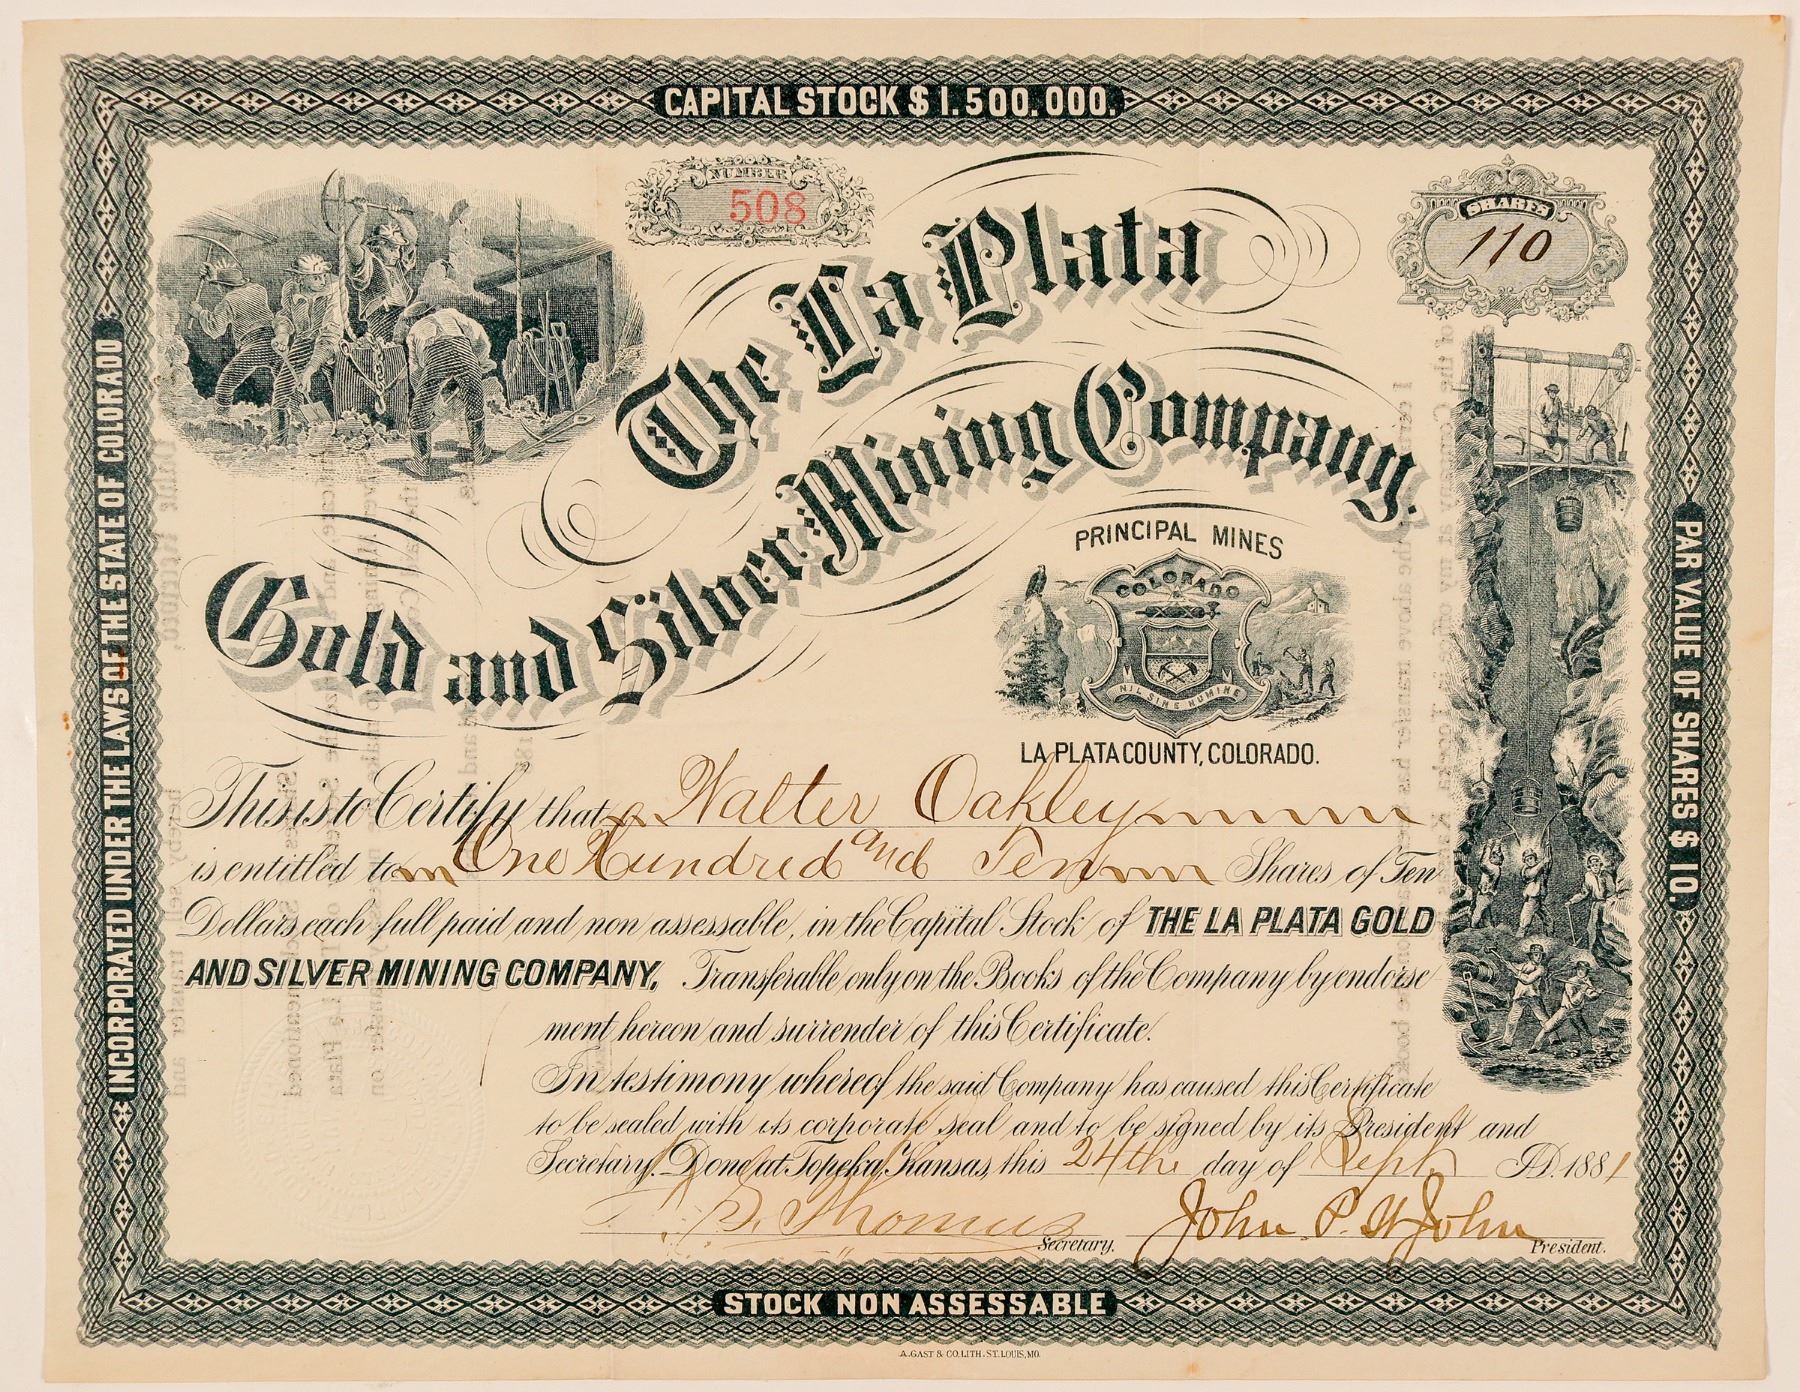 CAPITAL STOCK $1.500.000.
NUMBER
508
SHARES
110
The La Plata
Gold and Silver Mining Company.
PRINCIPAL MINES
COLORADO
NIL SINE NUMINE
LA PLATA COUNTY, COLORADO.
INCORPORATED UNDER THE LAWS OF THE STATE OF COLORADO
PAR VALUE OF SHARES $10.
This is to Certify that Walter Oakley
is entitled to One Hundred and Ten Shares of Ten
Dollars each full paid and non assessable, in the Capital Stock of THE LA PLATA GOLD
AND SILVER MINING COMPANY, Transferable only on the Books of the Company by endorse
ment hereon and surrender of this Certificate.
In testimony whereof the said Company has caused this Certificate
to be sealed with its corporate seal and to be signed by its President and
Secretary. Done at Topeka, Kansas, this 24th day of Sept A.D. 1881
Thomas Secretary. John P. St John President.
STOCK NON ASSESSABLE
A. GAST & CO. LITH. ST. LOUIS, MO.